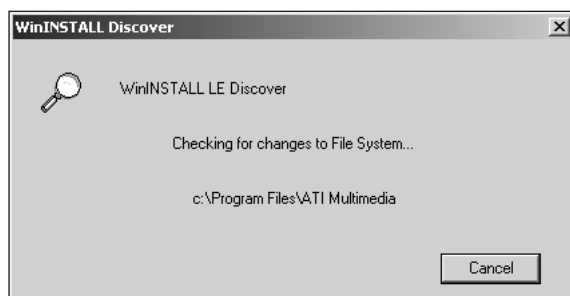 WinINSTALL Discover
WinINSTALL LE Discover
Checking for changes to File System...
c:\Program Files\ATI Multimedia
Cancel